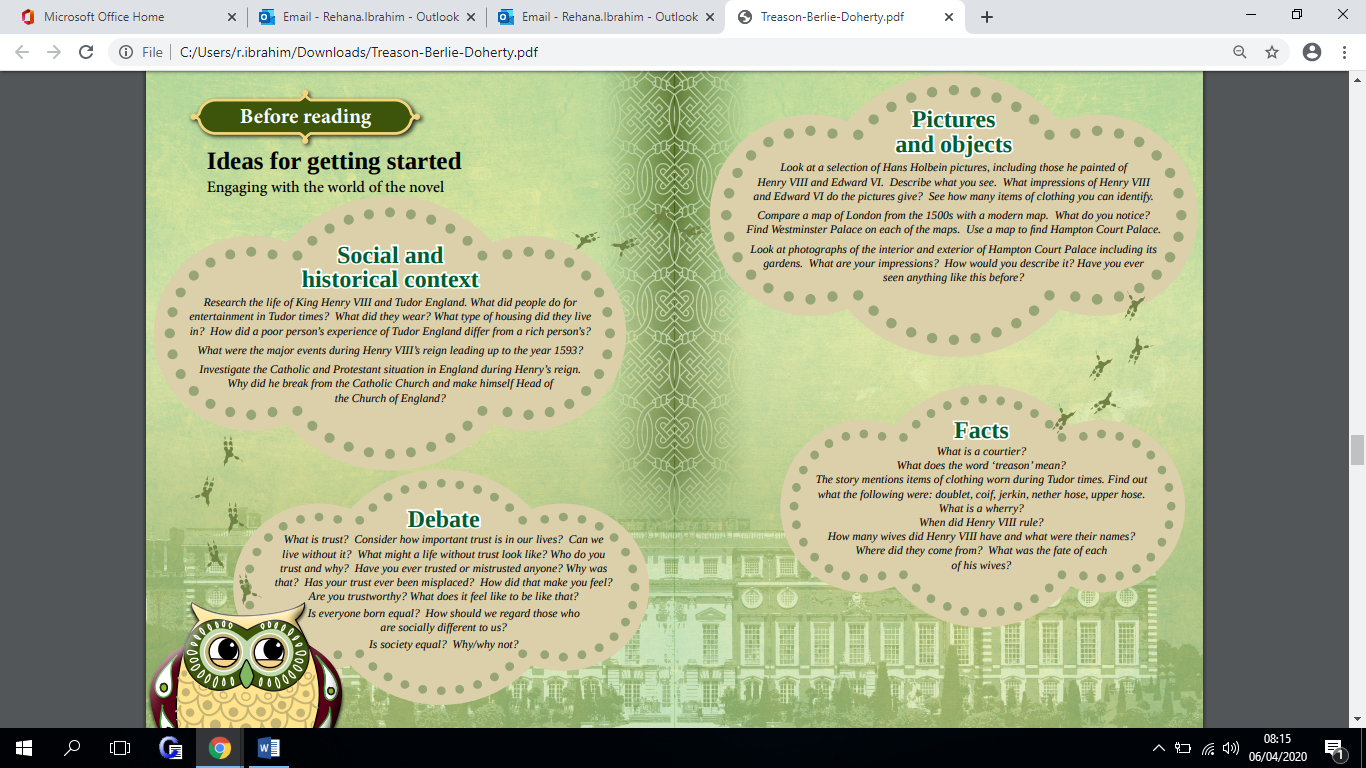 Microsoft Office Home
Email - Rehana.Ibrahim - Outlook
Email - Rehana.Ibrahim - Outlook
Treason-Berlie-Doherty.pdf
File
C:/Users/r.ibrahim/Downloads/Treason-Berlie-Doherty.pdf
Before reading
Ideas for getting started
Engaging with the world of the novel
Social and
historical context
Research the life of King Henry VIII and Tudor England. What did people do for
entertainment in Tudor times? What did they wear? What type of housing did they live
in? How did a poor person's experience of Tudor England differ from a rich person's?
What were the major events during Henry VIII's reign leading up to the year 1593?
Investigate the Catholic and Protestant situation in England during Henry's reign.
Why did he break from the Catholic Church and make himself Head of
the Church of England?
Debate
What is trust? Consider how important trust is in our lives? Can we
live without it? What might a life without trust look like? Who do you
trust and why? Have you ever trusted or mistrusted anyone? Why was
that? Has your trust ever been misplaced? How did that make you feel?
Are you trustworthy? What does it feel like to be like that?
Is everyone born equal? How should we regard those who
are socially different to us?
Is society equal? Why/why not?
Pictures
and objects
Look at a selection of Hans Holbein pictures, including those he painted of
Henry VIII and Edward VI. Describe what you see. What impressions of Henry VIII
and Edward VI do the pictures give? See how many items of clothing you can identify.
Compare a map of London from the 1500s with a modern map. What do you notice?
Find Westminster Palace on each of the maps. Use a map to find Hampton Court Palace.
Look at photographs of the interior and exterior of Hampton Court Palace including its
gardens. What are your impressions? How would you describe it? Have you ever
seen anything like this before?
Facts
What is a courtier?
What does the word 'treason' mean?
The story mentions items of clothing worn during Tudor times. Find out
what the following were: doublet, coif, jerkin, nether hose, upper hose.
What is a wherry?
When did Henry VIII rule?
How many wives did Henry VIII have and what were their names?
Where did they come from? What was the fate of each
of his wives?
08:15
06/04/2020
1